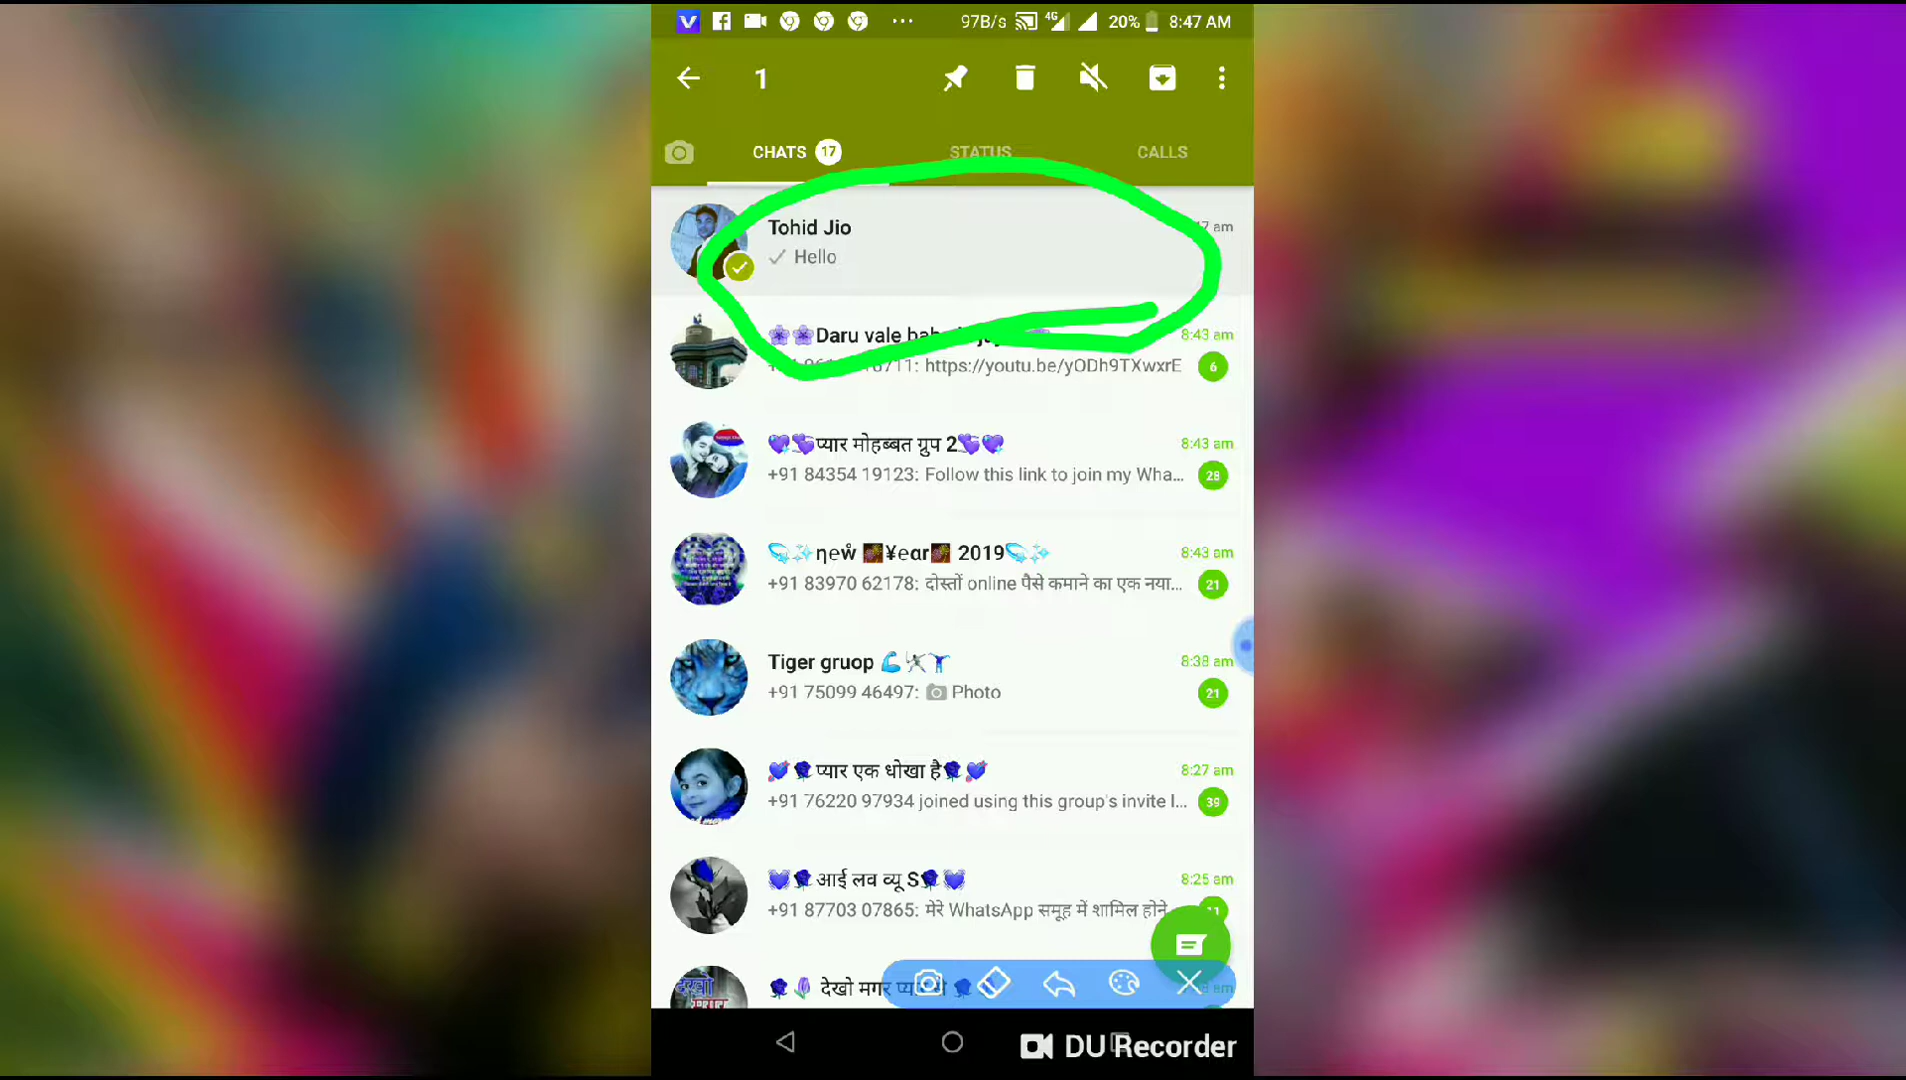 97B/s 4G 20% 8:47 AM
1
CHATS 17 STATUS CALLS
Tohid Jio am
Hello
Daru vale 8:43 am
https://youtu.be/yODh9TXwxrE 6
प्यार मोहब्बत ग्रुप 2 8:43 am
+91 84354 19123: Follow this link to join my Wha... 28
ηєẘ ¥єαr 2019 8:43 am
+91 83970 62178: दोस्तों online पैसे कमाने का एक नया... 21
Tiger gruop 8:38 am
+91 75099 46497: Photo 21
प्यार एक धोखा है 8:27 am
+91 76220 97934 joined using this group's invite l... 39
आई लव व्यू S 8:25 am
+91 87703 07865: मेरे WhatsApp समूह में शामिल होने
देखो मगर
DU Recorder